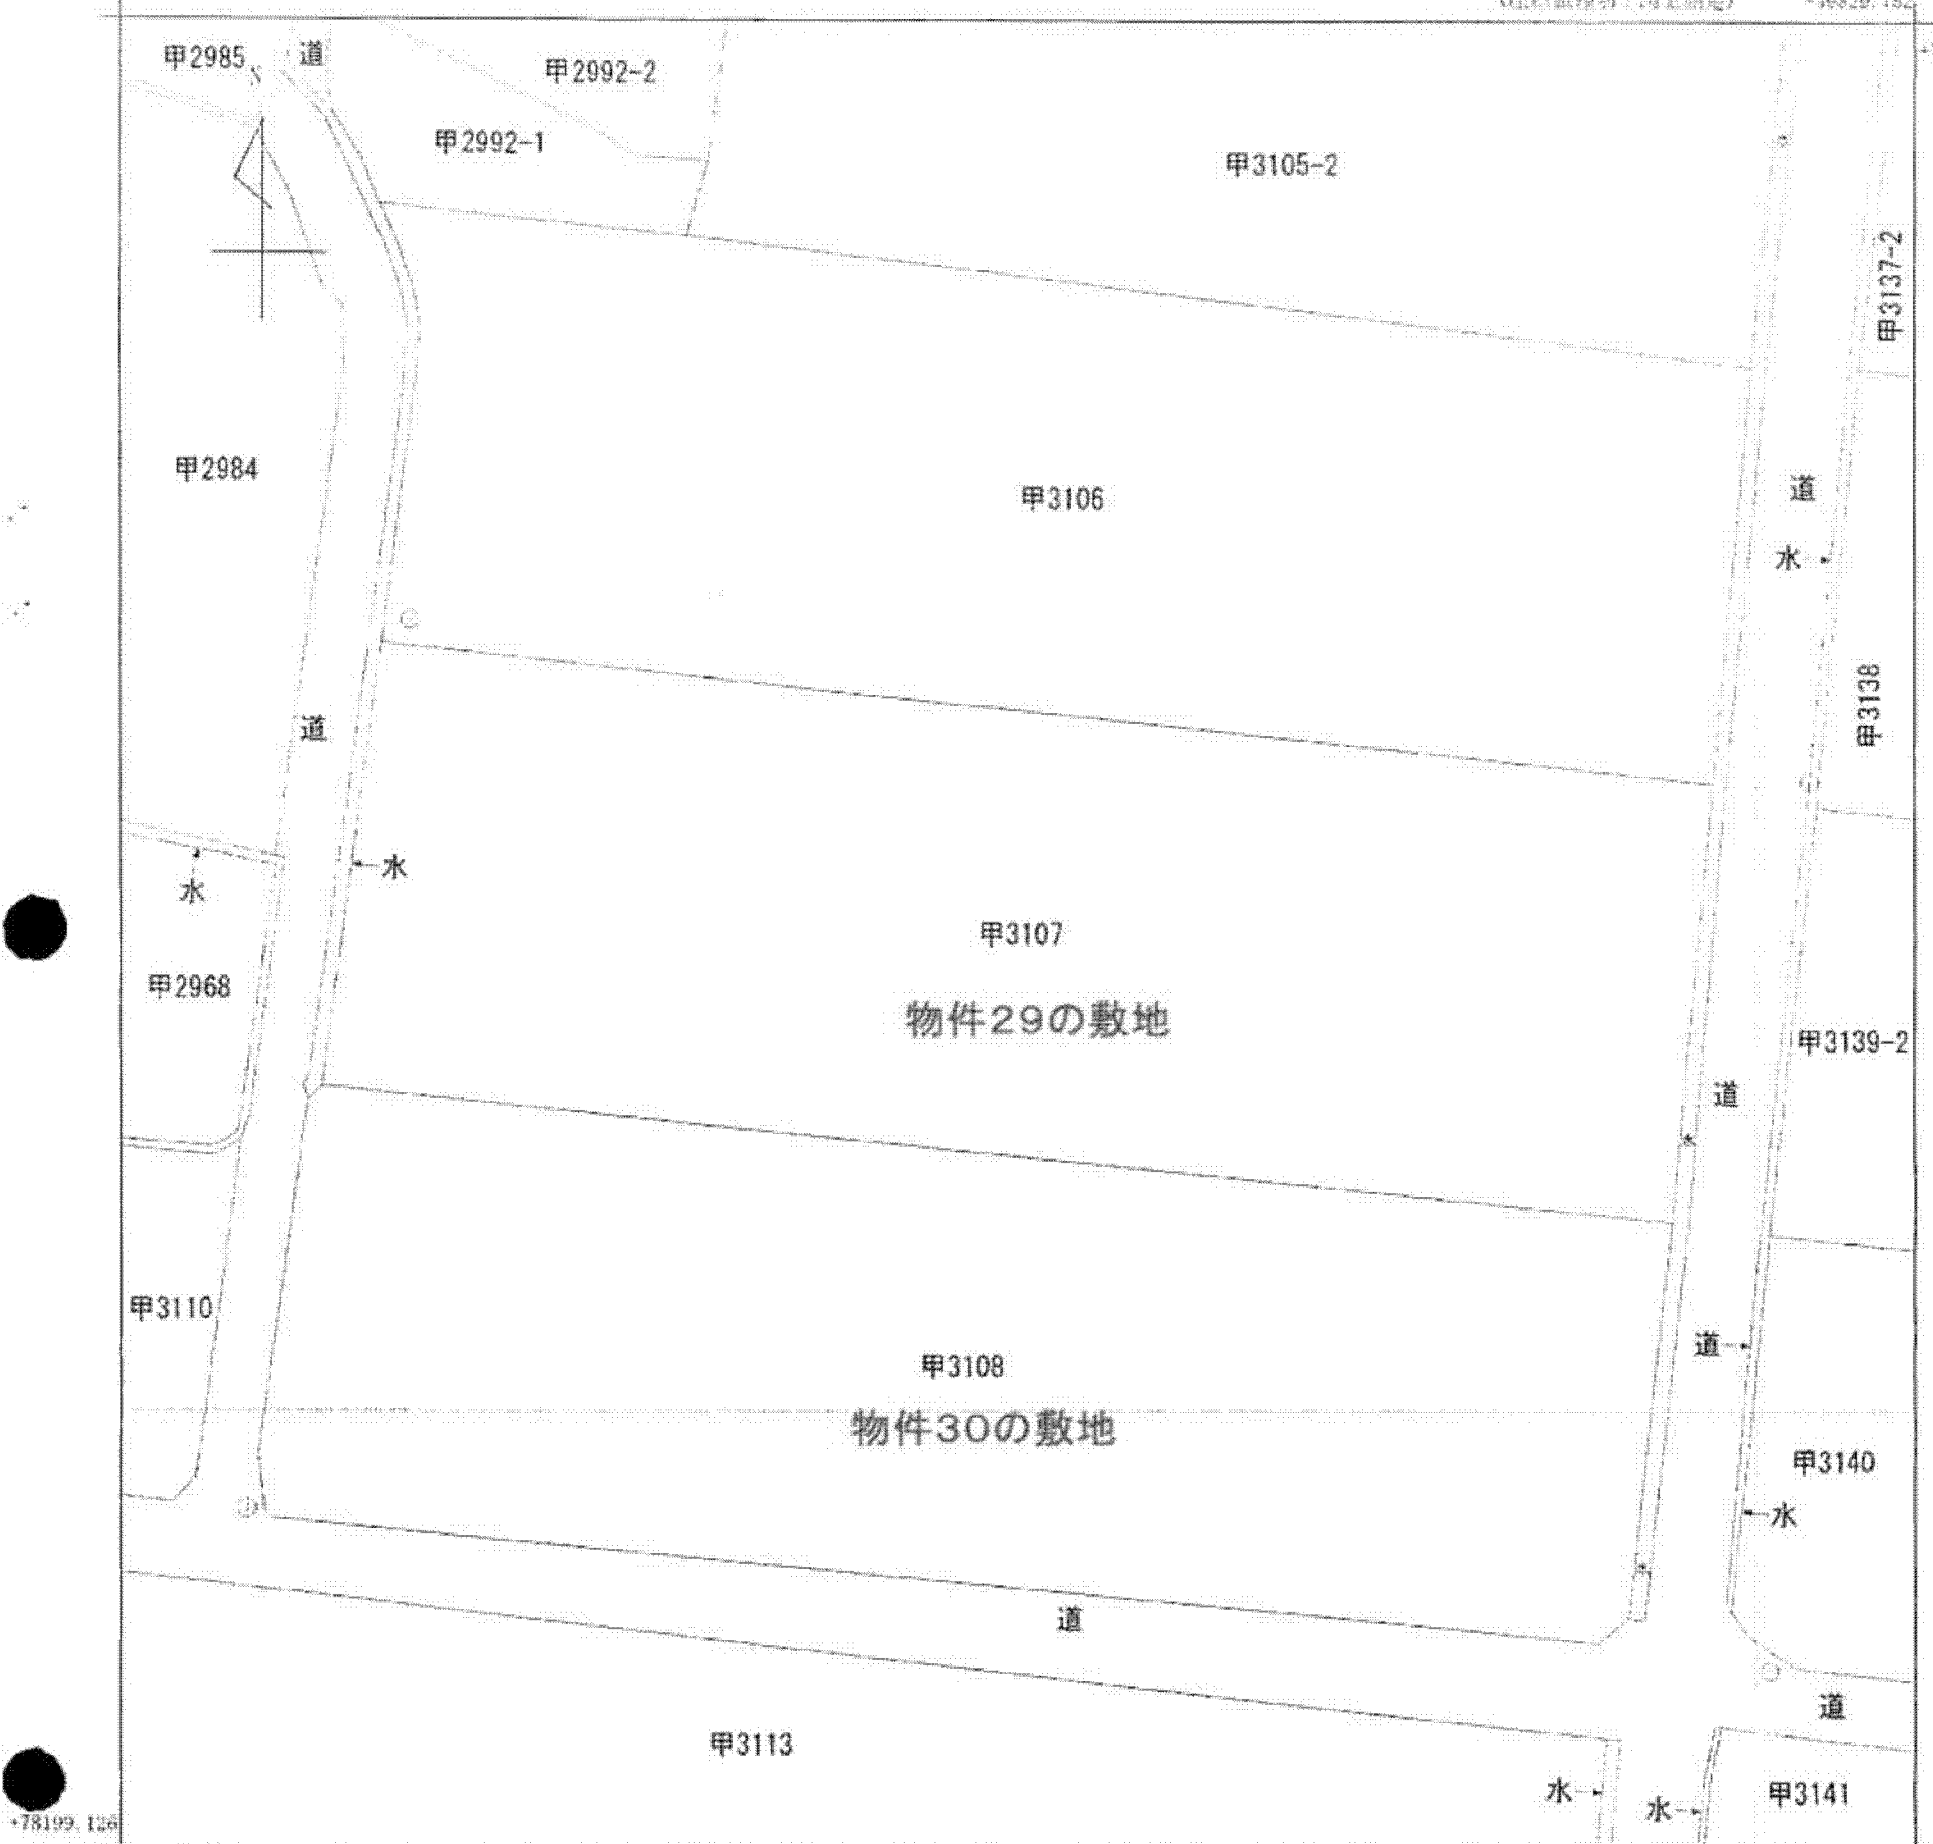 甲2985
道
甲2992-2
甲2992-1
甲3105-2
甲3137-2
甲2984
甲3106
道
水
甲3138
道
水
水
甲3107
甲2968
物件29の敷地
甲3139-2
道
甲3110
道
甲3108
物件30の敷地
甲3140
水
道
道
甲3113
水
水
甲3141
+78199.126